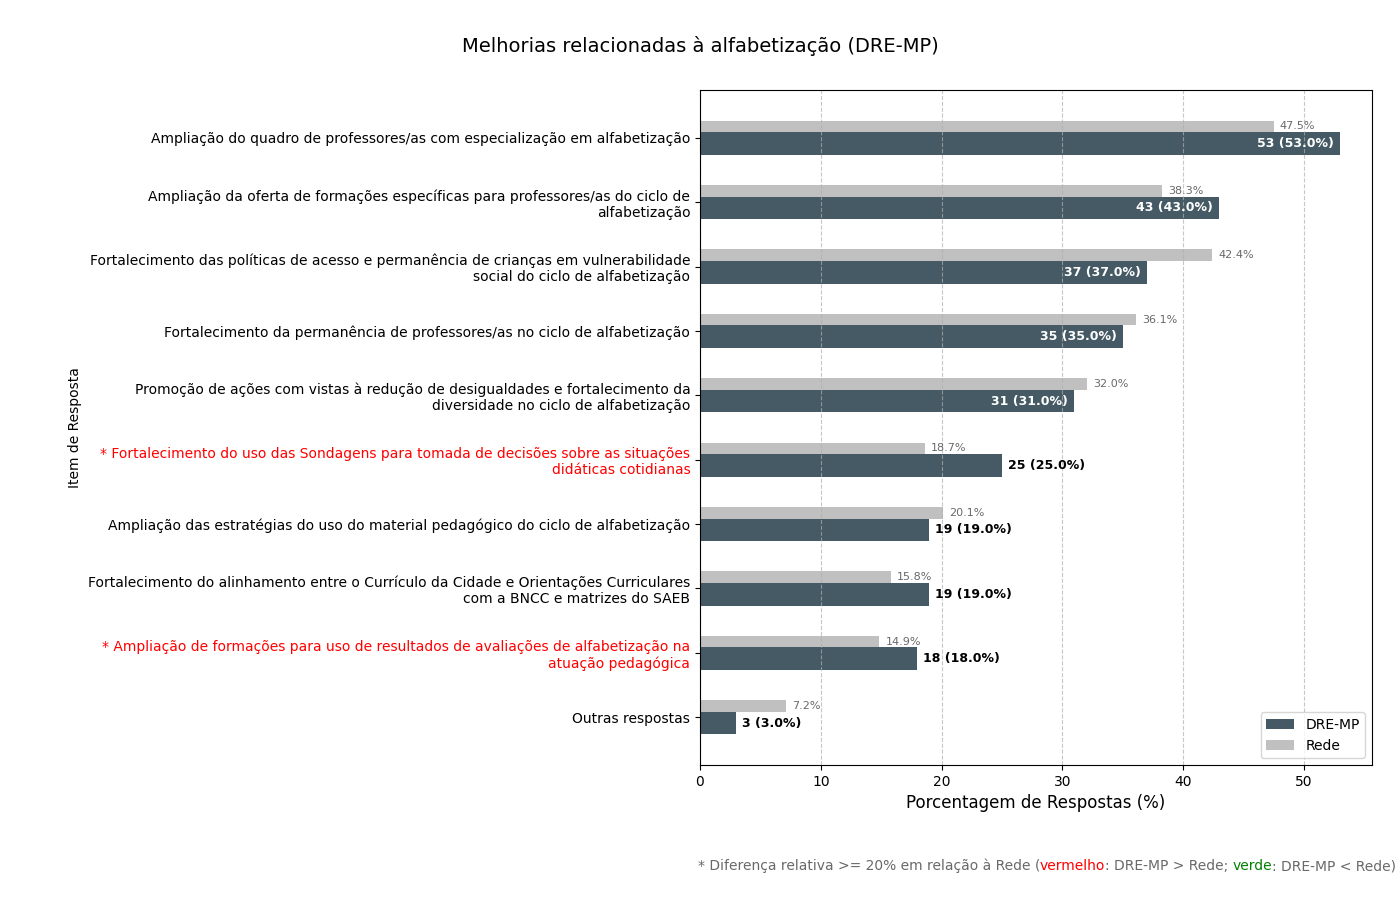 Melhorias relacionadas à alfabetização (DRE-MP)
Item de Resposta
Ampliação do quadro de professores/as com especialização em alfabetização
47.5%
53 (53.0%)
Ampliação da oferta de formações específicas para professores/as do ciclo de
alfabetização
38.3%
43 (43.0%)
Fortalecimento das políticas de acesso e permanência de crianças em vulnerabilidade
social do ciclo de alfabetização
42.4%
37 (37.0%)
Fortalecimento da permanência de professores/as no ciclo de alfabetização
36.1%
35 (35.0%)
Promoção de ações com vistas à redução de desigualdades e fortalecimento da
diversidade no ciclo de alfabetização
32.0%
31 (31.0%)
* Fortalecimento do uso das Sondagens para tomada de decisões sobre as situações
didáticas cotidianas
18.7%
25 (25.0%)
Ampliação das estratégias do uso do material pedagógico do ciclo de alfabetização
20.1%
19 (19.0%)
Fortalecimento do alinhamento entre o Currículo da Cidade e Orientações Curriculares
com a BNCC e matrizes do SAEB
15.8%
19 (19.0%)
* Ampliação de formações para uso de resultados de avaliações de alfabetização na
atuação pedagógica
14.9%
18 (18.0%)
Outras respostas
7.2%
3 (3.0%)
DRE-MP
Rede
0 10 20 30 40 50
Porcentagem de Respostas (%)
* Diferença relativa >= 20% em relação à Rede (vermelho: DRE-MP > Rede; verde: DRE-MP < Rede)